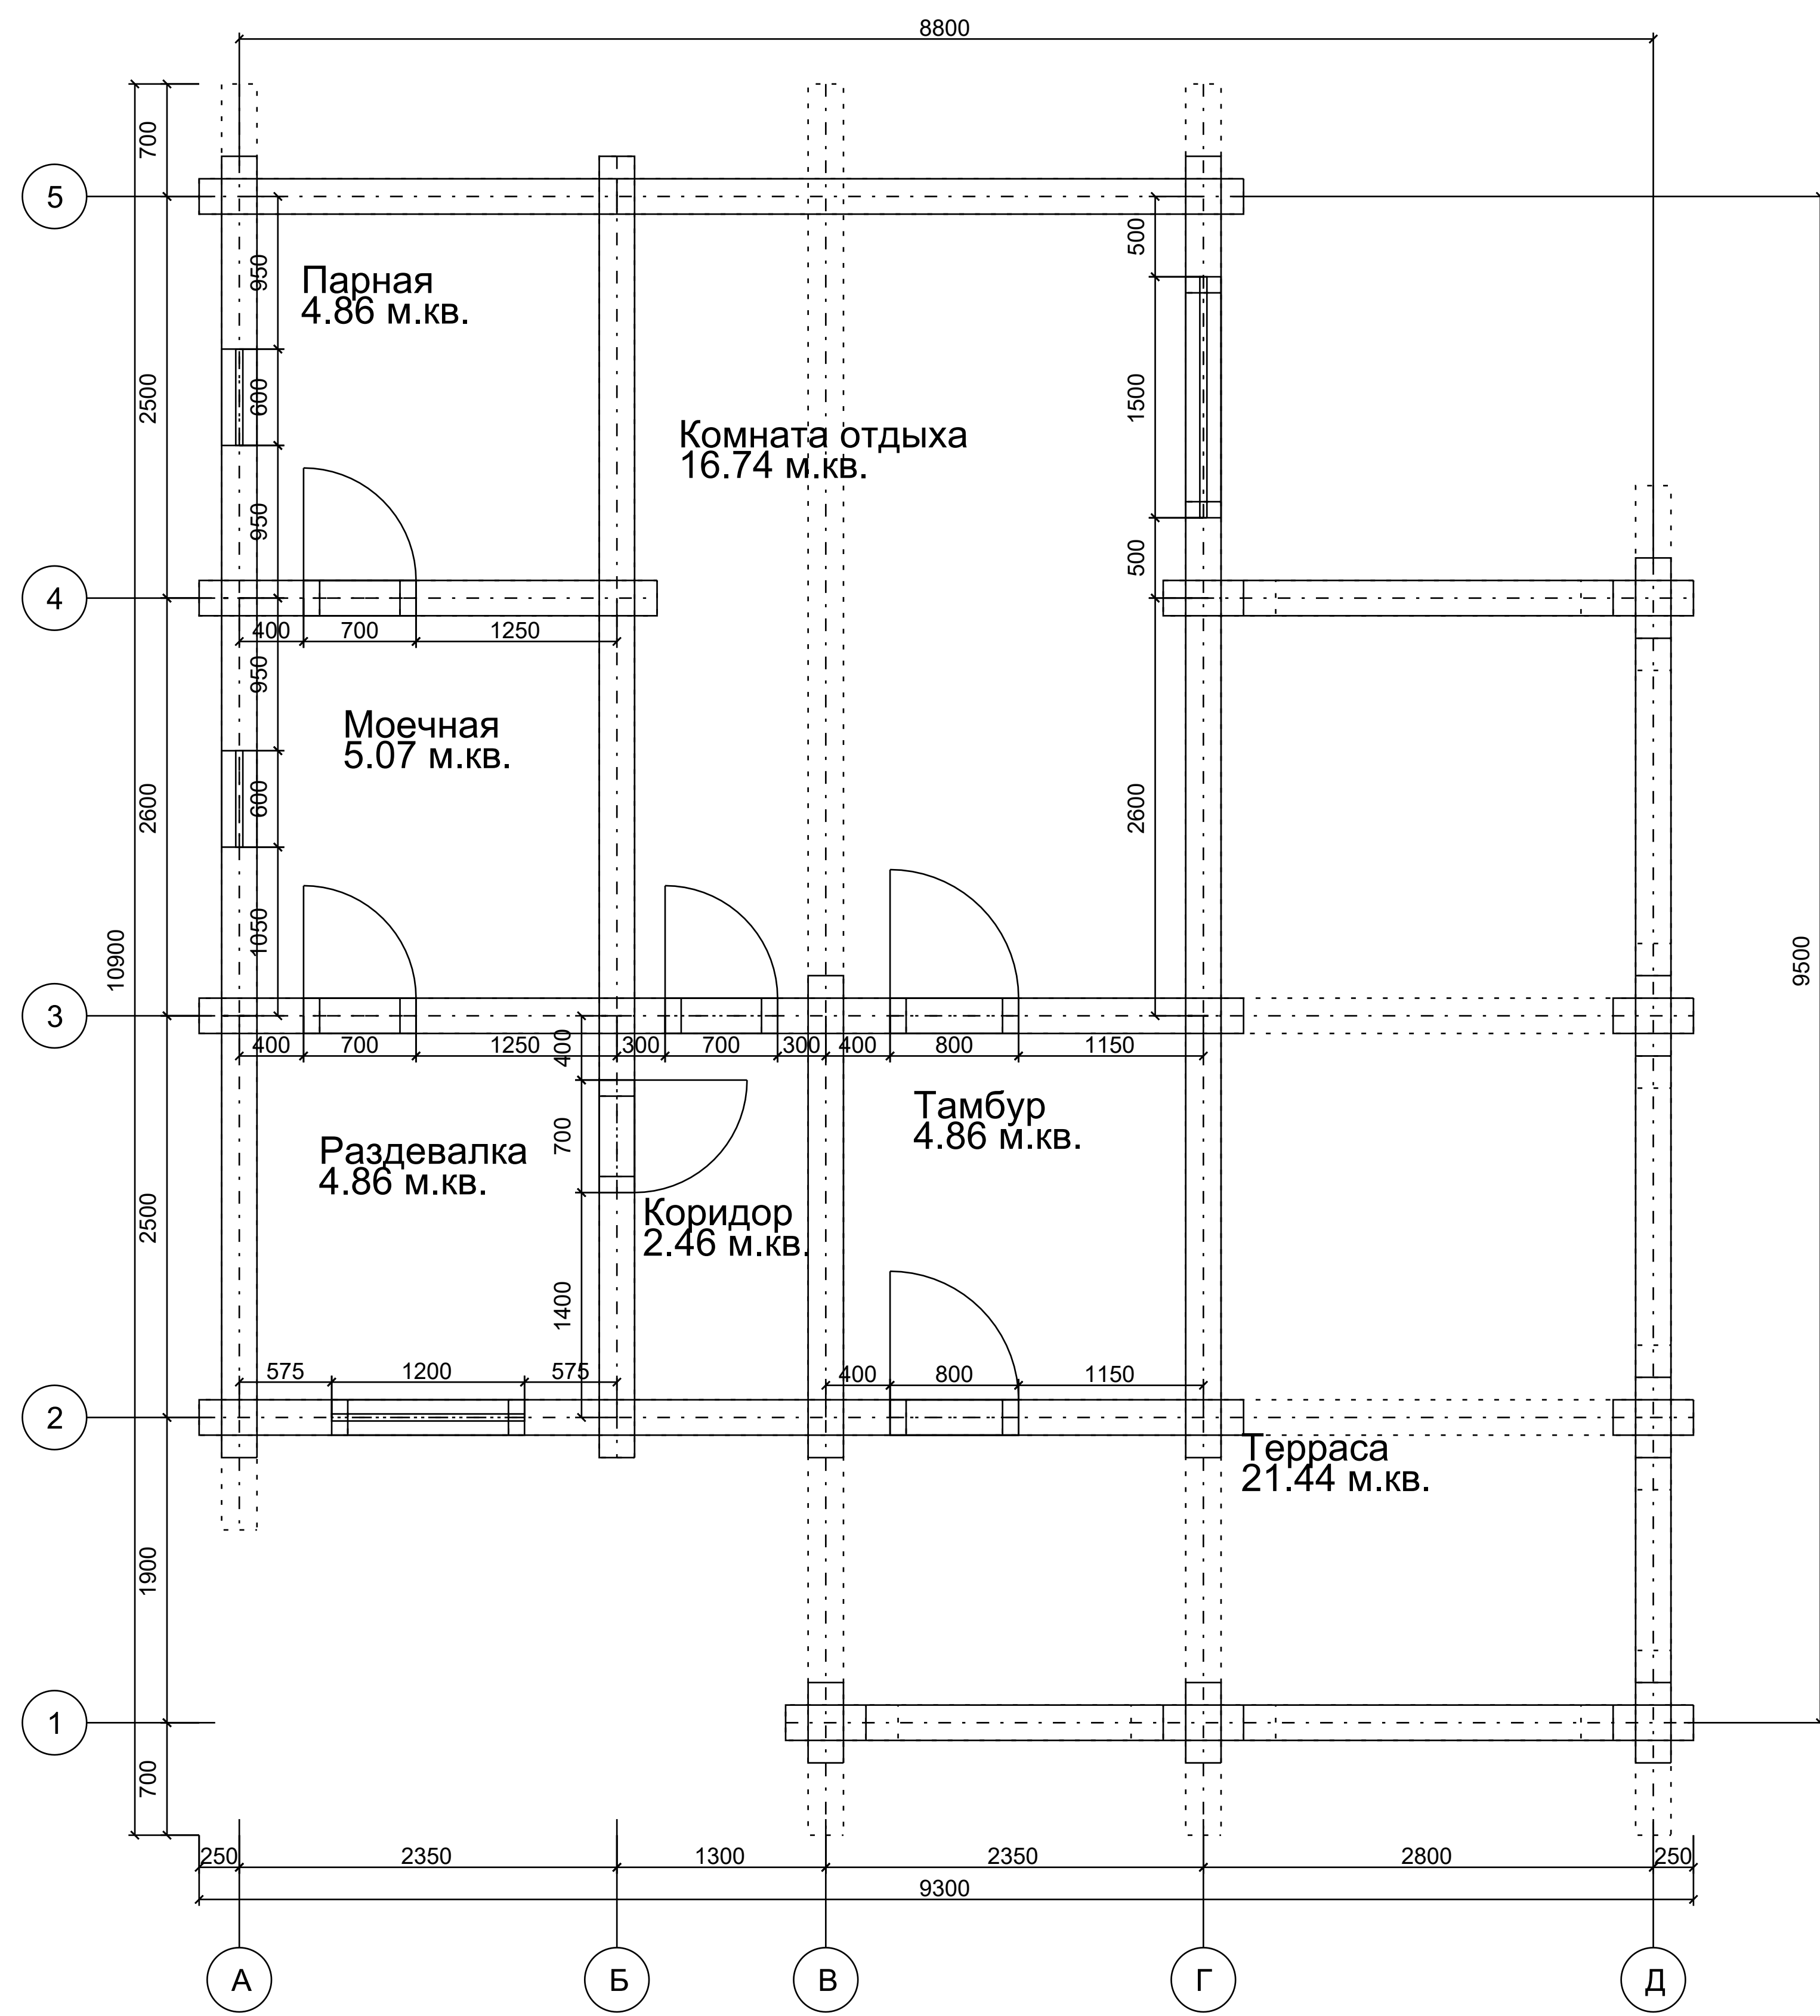 8800
700
5
500
950
Парная
4.86 м.кв.
2500
600
1500
Комната отдыха
16.74 м.кв.
950
500
4
400 700 1250
950
Моечная
5.07 м.кв.
2600
600
2600
1050
10900
9500
3
400 700 1250 300 700 300 400 800 1150
400
Тамбур
4.86 м.кв.
700
Раздевалка
4.86 м.кв.
2500
Коридор
2.46 м.кв.
1400
575 1200 575
400 800 1150
2
Терраса
21.44 м.кв.
1900
1
700
250 2350 1300 2350 2800 250
9300
А Б В Г Д